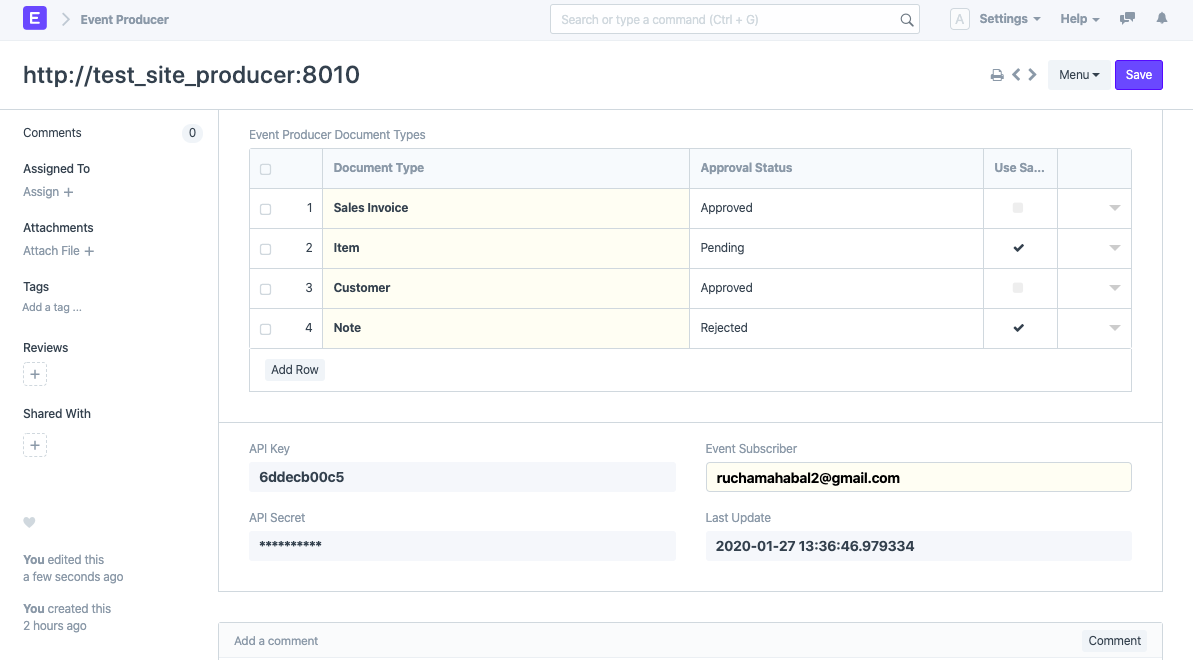 E Event Producer Search or type a command (Ctrl + G) A Settings Help
http://test_site_producer:8010 Menu Save
Comments 0
Assigned To
Assign +
Attachments
Attach File +
Tags
Add a tag ...
Reviews
+
Shared With
+
You edited this
a few seconds ago
You created this
2 hours ago
Event Producer Document Types
Document Type Approval Status Use Sa...
1 Sales Invoice Approved
2 Item Pending
3 Customer Approved
4 Note Rejected
Add Row
API Key Event Subscriber
6ddecb00c5 ruchamahabal2@gmail.com
API Secret Last Update
********** 2020-01-27 13:36:46.979334
Add a comment Comment